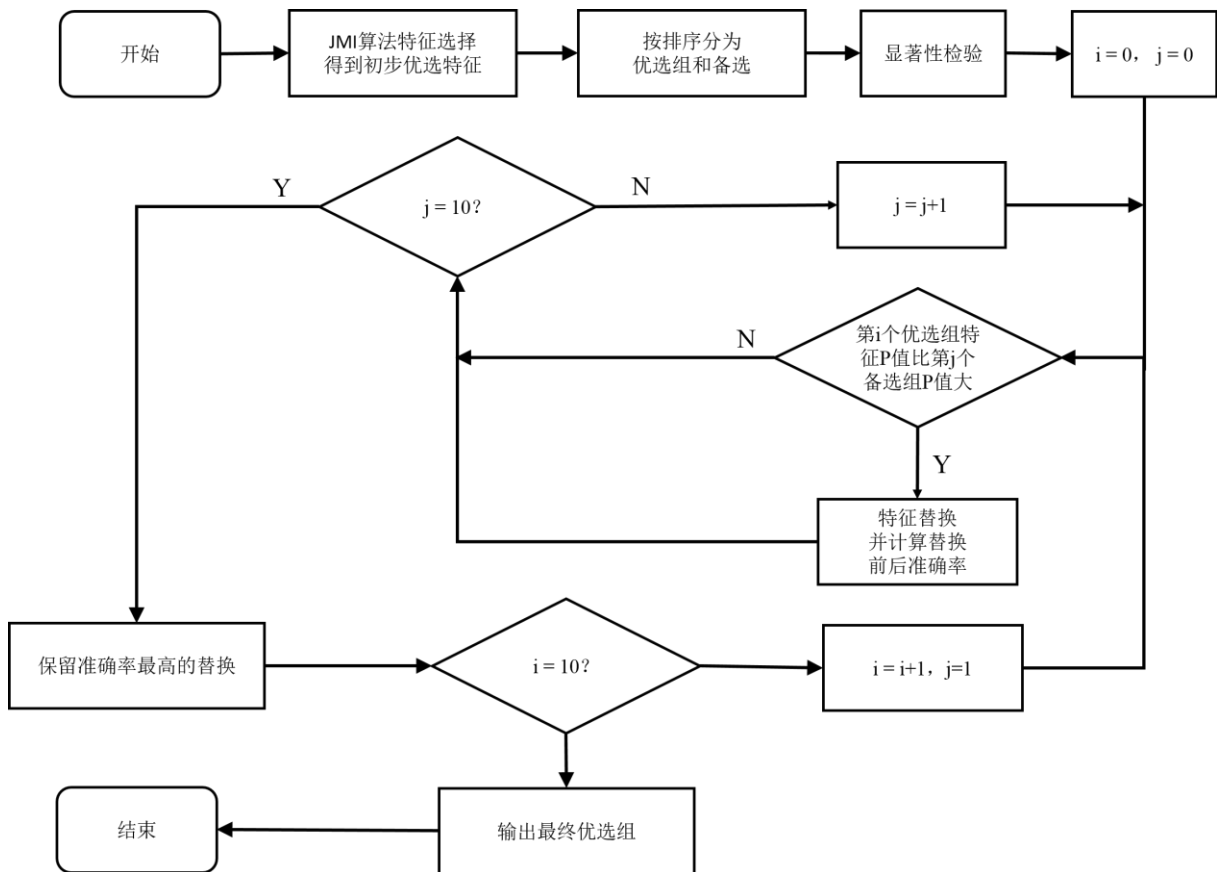 开始
JMI算法特征选择
得到初步优选特征
按排序分为
优选组和备选
显著性检验
i = 0， j = 0
Y
j = 10？
N
j = j+1
第i个优选组特
征P值比第j个
备选组P值大
N
Y
特征替换
并计算替换
前后准确率
保留准确率最高的替换
i = 10？
i = i+1，j=1
输出最终优选组
结束